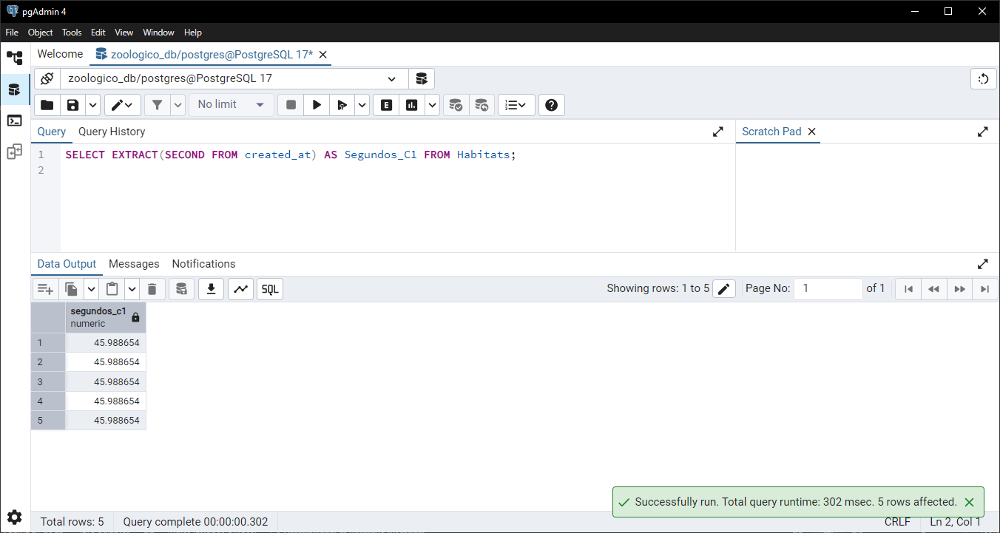 pgAdmin 4
File Object Tools Edit View Window Help
Welcome zoologico_db/postgres@PostgreSQL 17*
zoologico_db/postgres@PostgreSQL 17
No limit E
Query Query History Scratch Pad
1 SELECT EXTRACT(SECOND FROM created_at) AS Segundos_C1 FROM Habitats;
2
Data Output Messages Notifications
SQL Showing rows: 1 to 5 Page No: 1 of 1
segundos_c1
numeric
1 45.988654
2 45.988654
3 45.988654
4 45.988654
5 45.988654
Successfully run. Total query runtime: 302 msec. 5 rows affected.
Total rows: 5 Query complete 00:00:00.302 CRLF Ln 2, Col 1